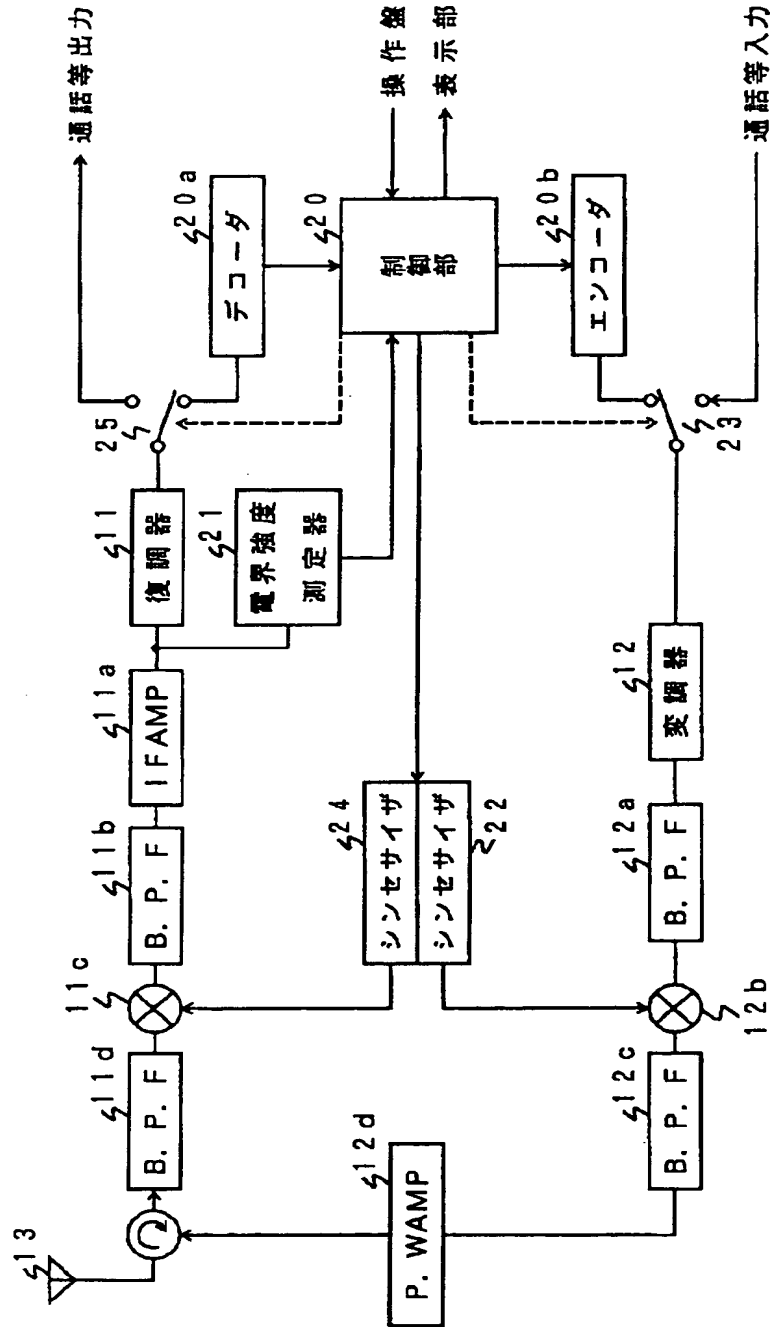 13
11d
B. P. F
11c
11b
B. P. F
11a
IFAMP
11
復調器
25
通話等出力
21
電界強度
測定器
20a
デコーダ
20
制御部
操作盤
表示部
24
シンセサイザ
シンセサイザ
22
20b
エンコーダ
12d
P. WAMP
12c
B. P. F
12b
12a
B. P. F
12
変調器
23
通話等入力